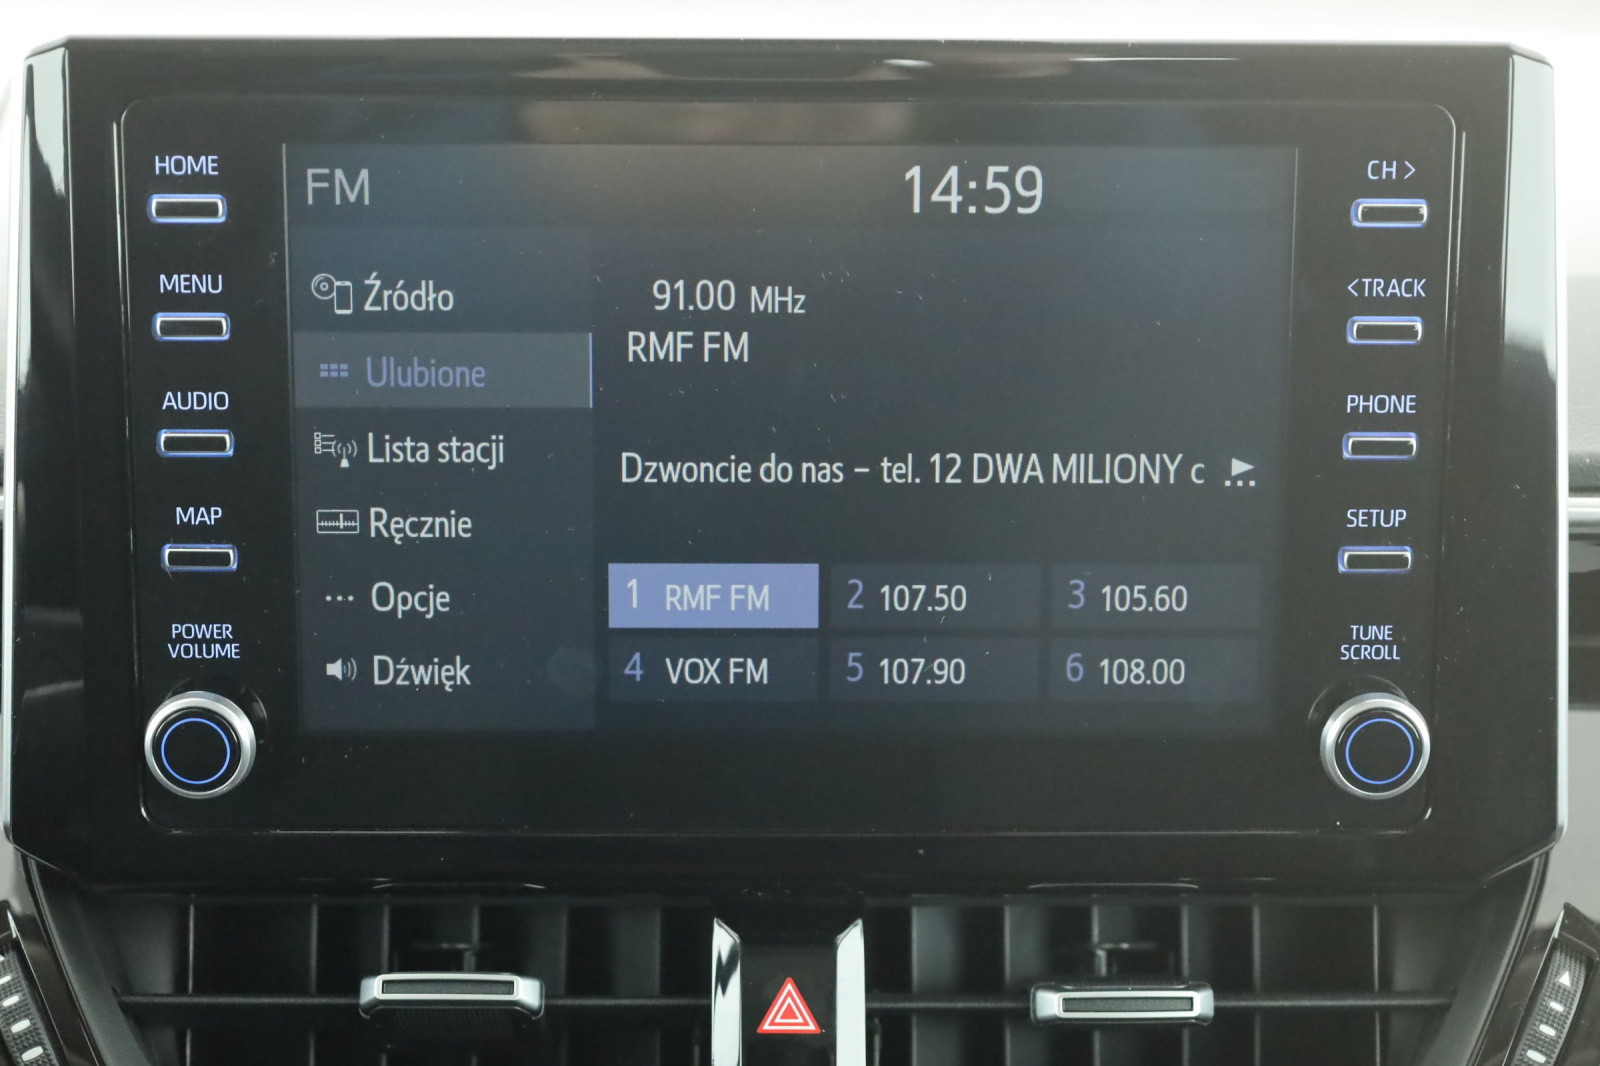 HOME
MENU
AUDIO
MAP
POWER
VOLUME
FM
14:59
Źródło
Ulubione
Lista stacji
Ręcznie
Opcje
Dźwięk
91.00 MHz
RMF FM
Dzwoncie do nas – tel. 12 DWA MILIONY c
1 RMF FM
2 107.50
3 105.60
4 VOX FM
5 107.90
6 108.00
CH >
<TRACK
PHONE
SETUP
TUNE
SCROLL